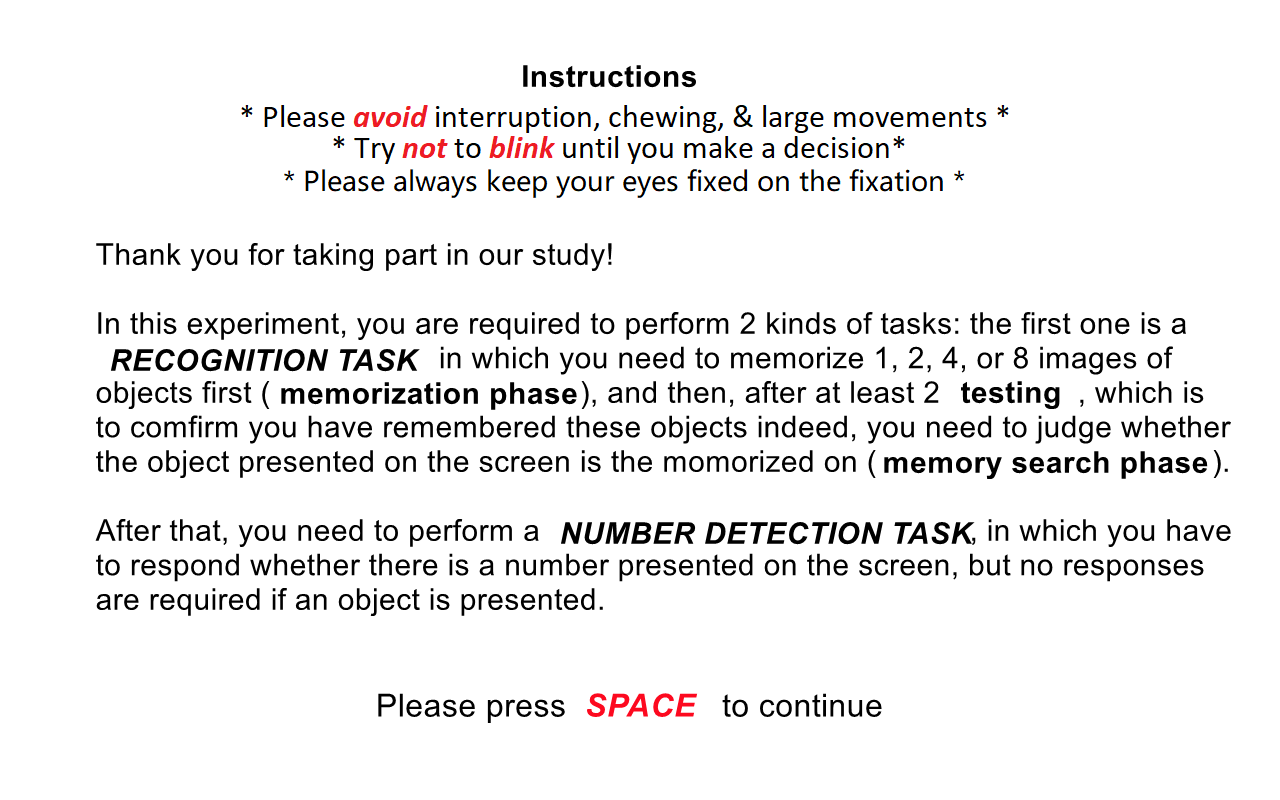 Instructions
* Please avoid interruption, chewing, & large movements *
* Try not to blink until you make a decision*
* Please always keep your eyes fixed on the fixation *
Thank you for taking part in our study!
In this experiment, you are required to perform 2 kinds of tasks: the first one is a
RECOGNITION TASK in which you need to memorize 1, 2, 4, or 8 images of
objects first ( memorization phase), and then, after at least 2 testing , which is
to comfirm you have remembered these objects indeed, you need to judge whether
the object presented on the screen is the momorized on (memory search phase).
After that, you need to perform a NUMBER DETECTION TASK, in which you have
to respond whether there is a number presented on the screen, but no responses
are required if an object is presented.
Please press SPACE to continue